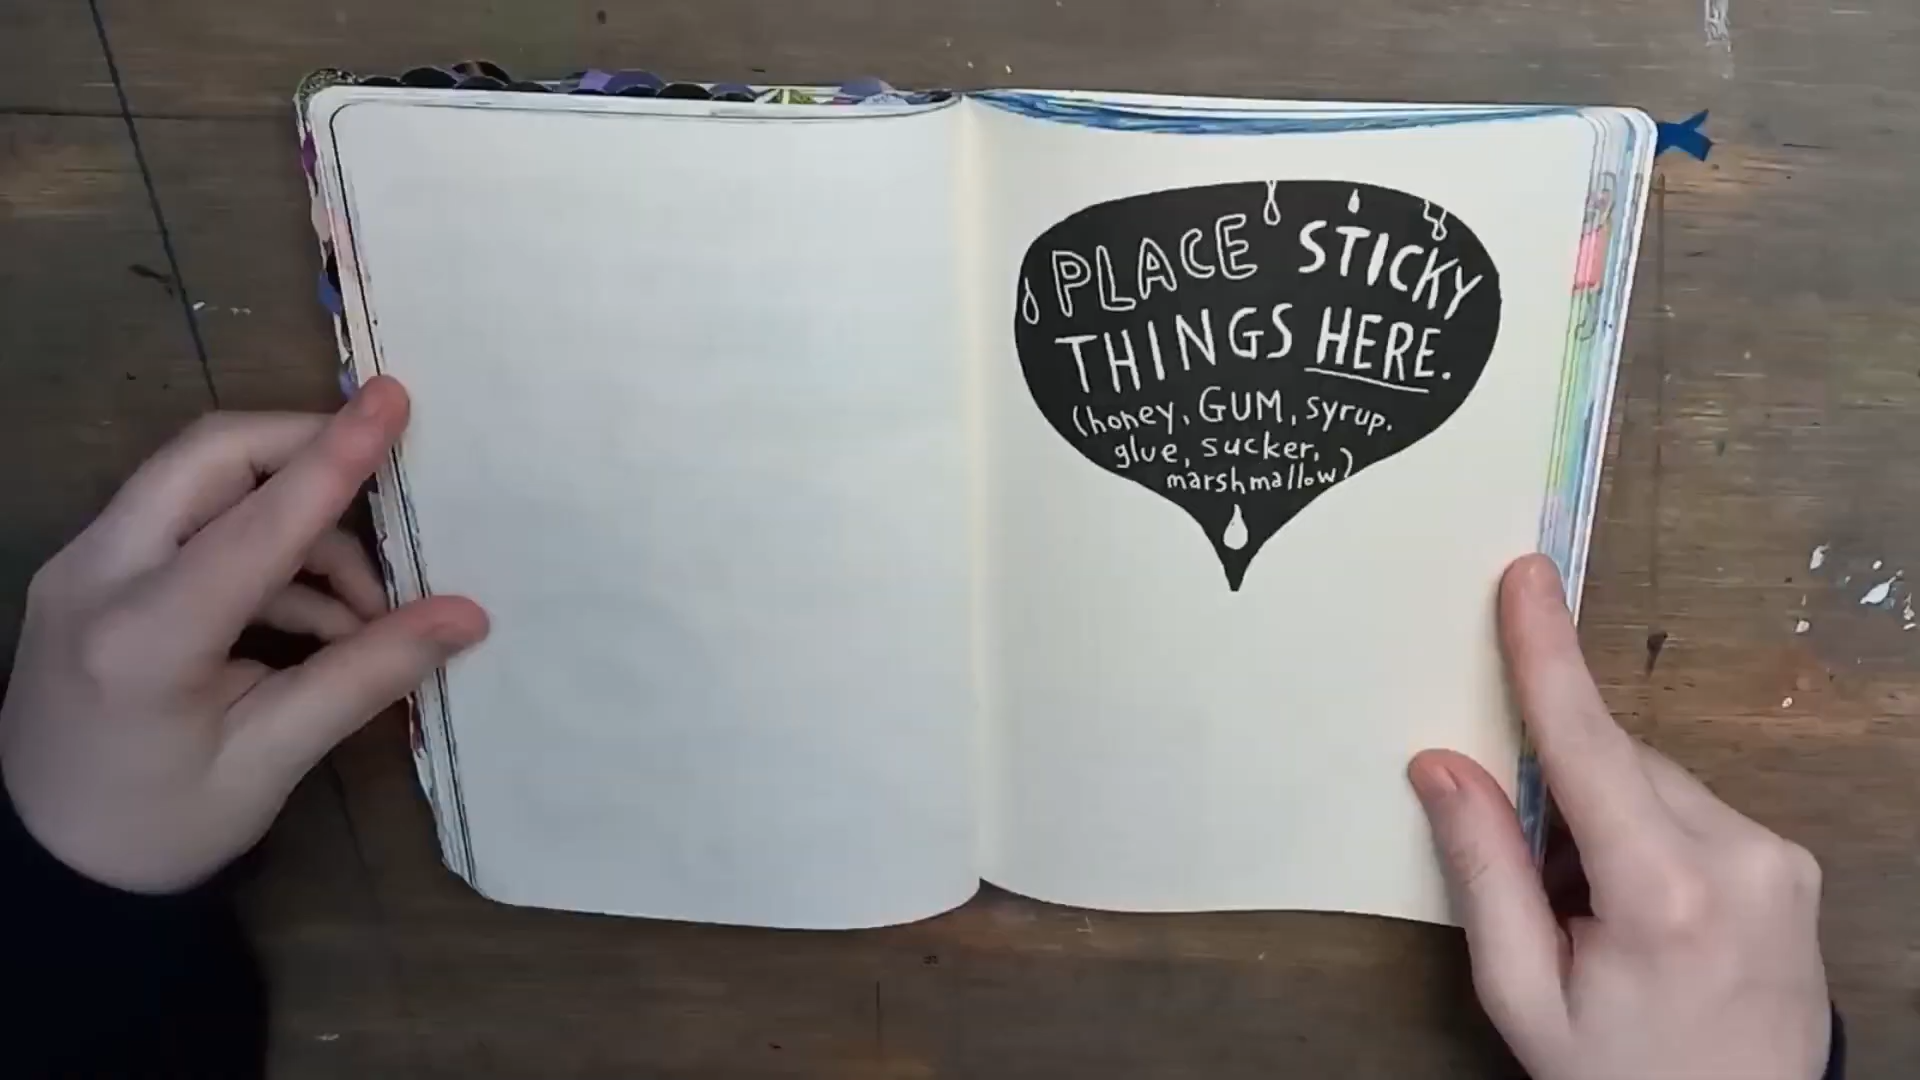 PLACE STICKY
THINGS HERE.
(honey, GUM, syrup.
glue, sucker,
marshmallow)